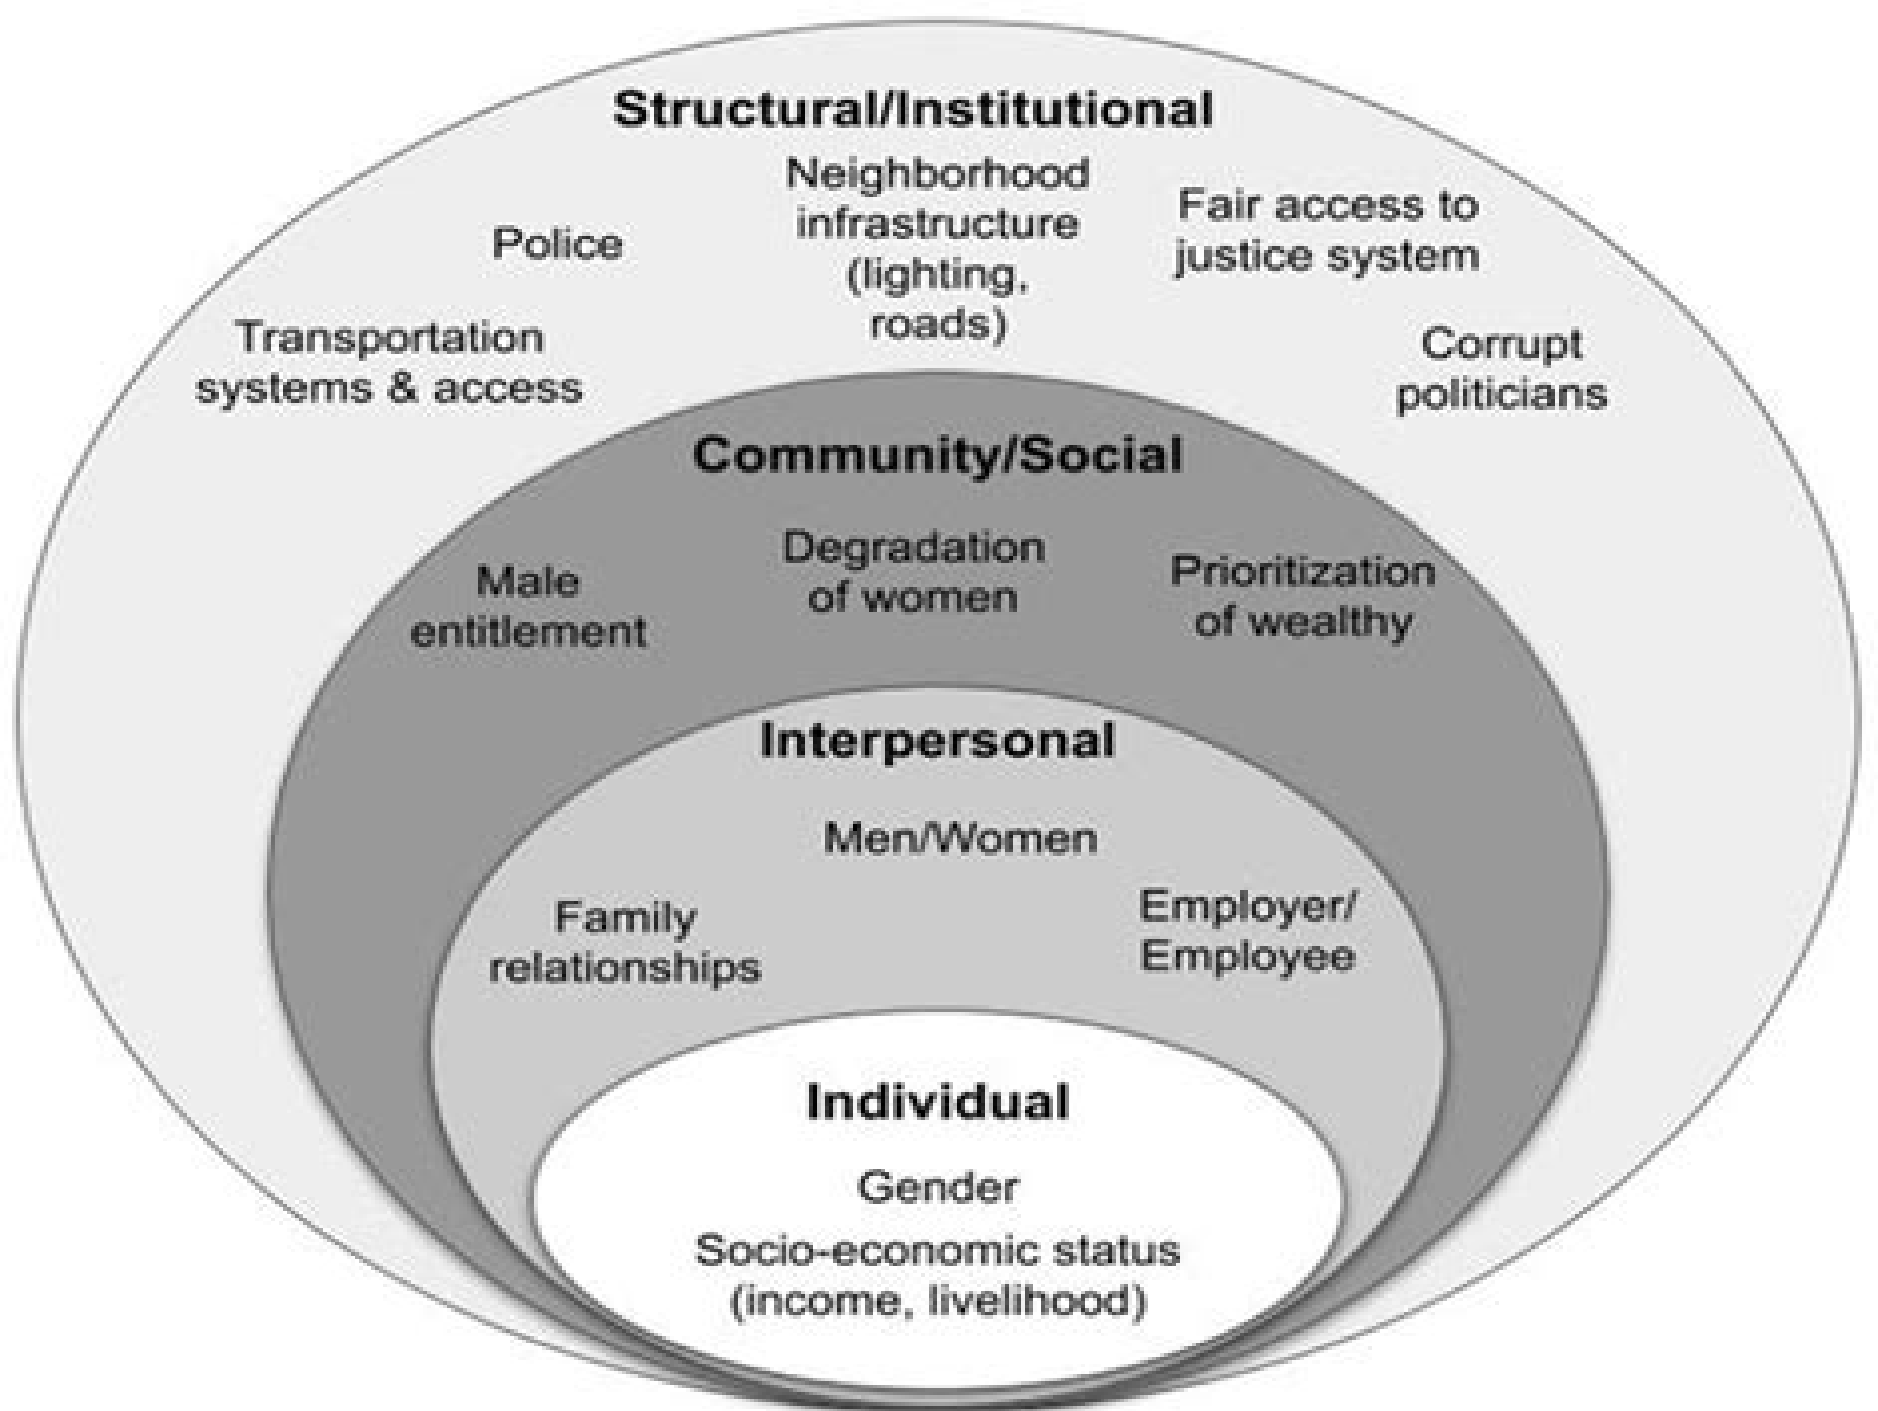 Structural/Institutional
Neighborhood
infrastructure
(lighting,
roads)
Fair access to
justice system
Police
Transportation
systems & access
Corrupt
politicians
Community/Social
Male
entitlement
Degradation
of women
Prioritization
of wealthy
Interpersonal
Men/Women
Family
relationships
Employer/
Employee
Individual
Gender
Socio-economic status
(income, livelihood)